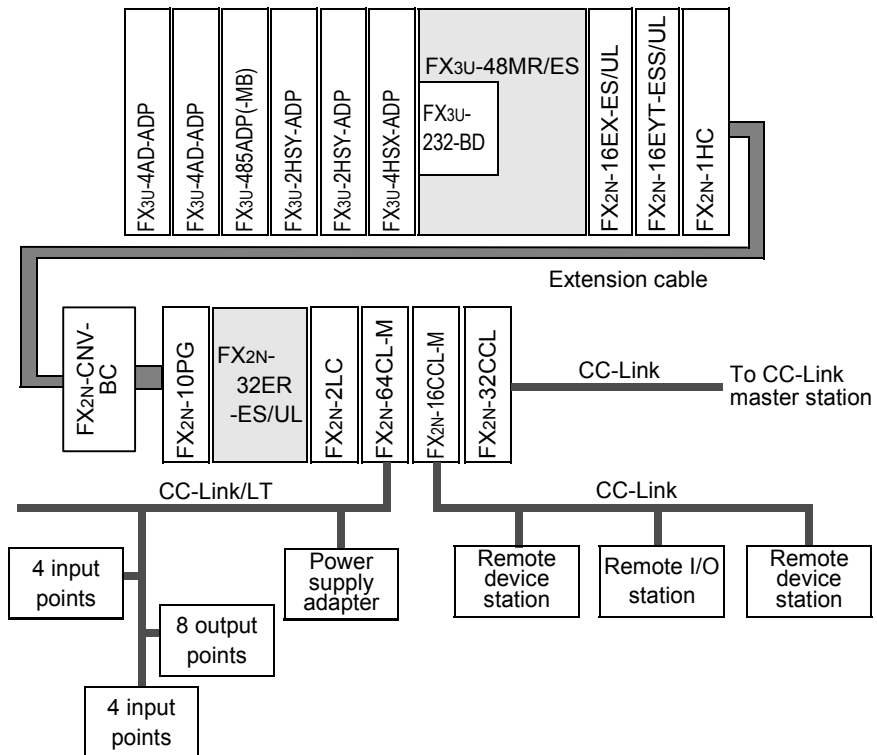 FX3U-4AD-ADP
FX3U-4AD-ADP
FX3U-485ADP(-MB)
FX3U-2HSY-ADP
FX3U-2HSY-ADP
FX3U-4HSX-ADP
FX3U-48MR/ES
FX3U-
232-BD
FX2N-16EX-ES/UL
FX2N-16EYT-ESS/UL
FX2N-1HC
Extension cable
FX2N-CNV-
BC
FX2N-10PG
FX2N-
32ER
-ES/UL
FX2N-2LC
FX2N-64CL-M
FX2N-16CCL-M
FX2N-32CCL
CC-Link
To CC-Link
master station
CC-Link/LT
CC-Link
4 input
points
8 output
points
4 input
points
Power
supply
adapter
Remote
device
station
Remote I/O
station
Remote
device
station